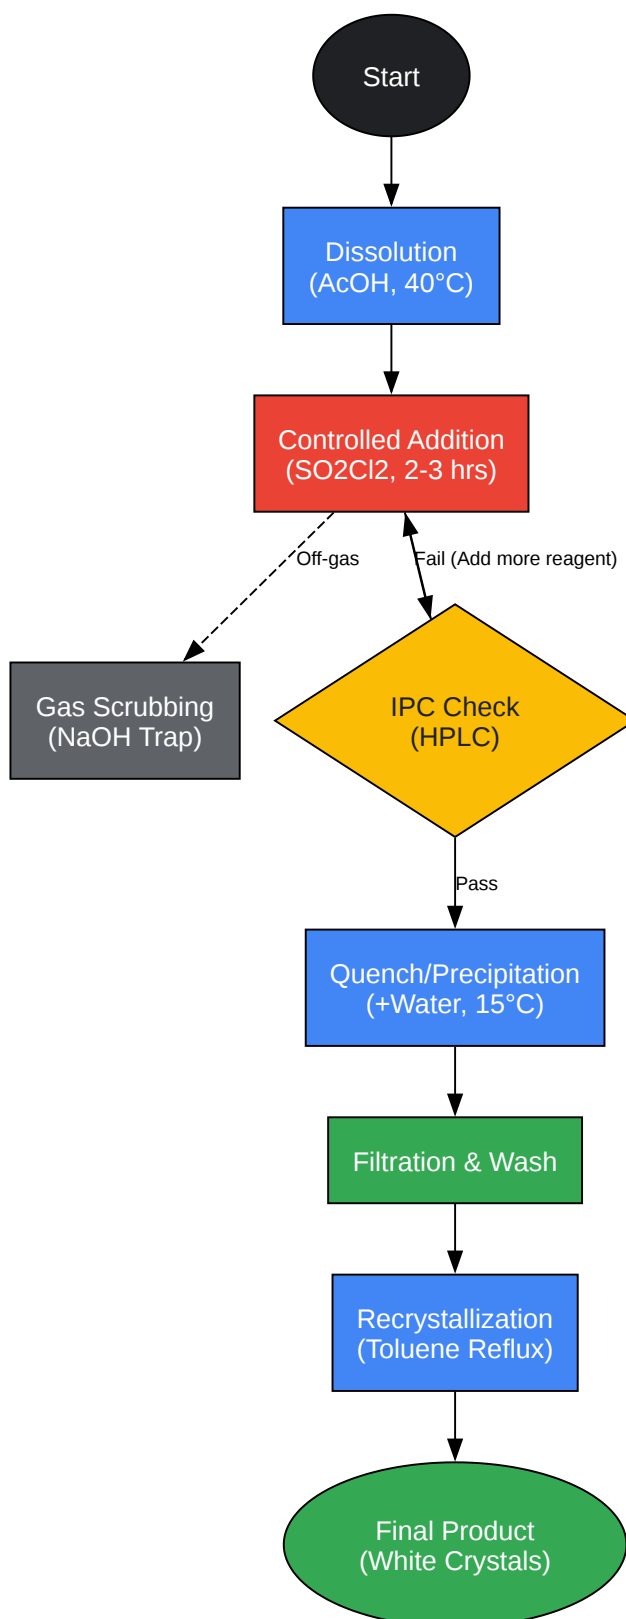 Start
Dissolution
(AcOH, 40°C)
Controlled Addition
(SO2Cl2, 2-3 hrs)
Off-gas
Fail (Add more reagent)
Gas Scrubbing
(NaOH Trap)
IPC Check
(HPLC)
Pass
Quench/Precipitation
(+Water, 15°C)
Filtration & Wash
Recrystallization
(Toluene Reflux)
Final Product
(White Crystals)